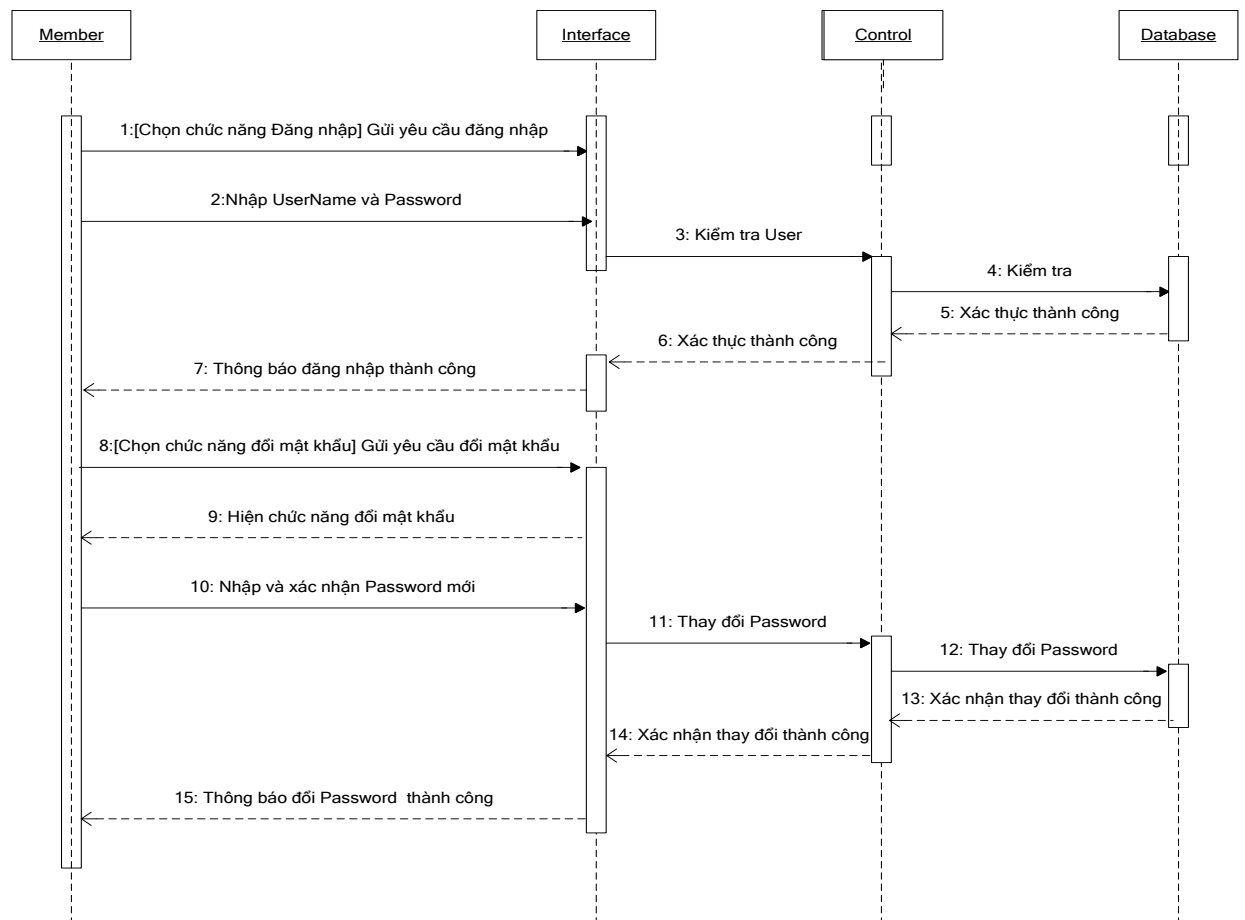 Member
Interface
Control
Database
1:[Chọn chức năng Đăng nhập] Gửi yêu cầu đăng nhập
2:Nhập UserName và Password
3: Kiểm tra User
4: Kiểm tra
5: Xác thực thành công
6: Xác thực thành công
7: Thông báo đăng nhập thành công
8:[Chọn chức năng đổi mật khẩu] Gửi yêu cầu đổi mật khẩu
9: Hiện chức năng đổi mật khẩu
10: Nhập và xác nhận Password mới
11: Thay đổi Password
12: Thay đổi Password
13: Xác nhận thay đổi thành công
14: Xác nhận thay đổi thành công
15: Thông báo đổi Password  thành công